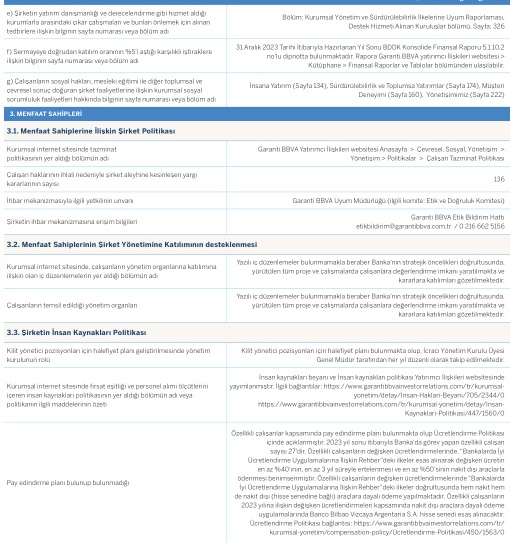 e) Şirketin yatırım danışmanlığı ve derecelendirme gibi hizmet aldığı
kurumlarla arasındaki çıkar çatışmaları ve bunları önlemek için alınan
tedbirlere ilişkin bilginin sayfa numarası veya bölüm adı
Bölüm: Kurumsal Yönetim ve Sürdürülebilirlik İlkelerine Uyum Raporlaması,
Destek Hizmeti Alınan Kuruluşlar bölümü, Sayfa: 326
f) Sermayeye doğrudan katılım oranının %5'i aştığı karşılıklı iştiraklere
ilişkin bilginin sayfa numarası veya bölüm adı
31 Aralık 2023 Tarihi İtibarıyla Hazırlanan Yıl Sonu BDDK Konsolide Finansal Raporu 5.1.10.2
no'lu dipnotta bulunmaktadır. Rapora Garanti BBVA yatırımcı İlişkileri websitesi >
Kütüphane > Finansal Raporlar ve Tablolar bölümünden ulaşılabilir.
g) Çalışanların sosyal hakları, mesleki eğitimi ile diğer toplumsal ve
çevresel sonuç doğuran şirket faaliyetlerine ilişkin kurumsal sosyal
sorumluluk faaliyetleri hakkında bilginin sayfa numarası veya bölüm adı
İnsana Yatırım (Sayfa 134), Sürdürülebilirlik ve Toplumsa Yatırımlar (Sayfa 174), Müşteri
Deneyimi (Sayfa 160), Yönetişimimiz (Sayfa 222)
3. MENFAAT SAHİPLERİ
3.1. Menfaat Sahiplerine İlişkin Şirket Politikası
Kurumsal internet sitesinde tazminat
politikasının yer aldığı bölümün adı
Garanti BBVA Yatırımcı İlişkileri websitesi Anasayfa > Çevresel, Sosyal, Yönetişim >
Yönetişim > Politikalar > Çalışan Tazminat Politikası
Çalışan haklarının ihlali nedeniyle şirket aleyhine kesinleşen yargı
kararlarının sayısı
136
İhbar mekanizmasıyla ilgili yetkilinin unvanı
Garanti BBVA Uyum Müdürlüğü (ilgili komite: Etik ve Doğruluk Komitesi)
Şirketin ihbar mekanizmasına erişim bilgileri
Garanti BBVA Etik Bildirim Hattı
etikbildirim@garantibbva.com.tr / 0 216 662 5156
3.2. Menfaat Sahiplerinin Şirket Yönetimine Katılımının desteklenmesi
Kurumsal internet sitesinde, çalışanların yönetim organlarına katılımına
ilişkin olan iç düzenlemelerin yer aldığı bölümün adı
Yazılı iç düzenlemeler bulunmamakla beraber Banka'nın stratejik öncelikleri doğrultusunda,
yürütülen tüm proje ve çalışmalarda çalışanlara değerlendirme imkanı yaratılmakta ve
kararlara katılımları gözetilmektedir.
Çalışanların temsil edildiği yönetim organları
Yazılı iç düzenlemeler bulunmamakla beraber Banka'nın stratejik öncelikleri doğrultusunda,
yürütülen tüm proje ve çalışmalarda çalışanlara değerlendirme imkanı yaratılmakta ve
kararlara katılımları gözetilmektedir.
3.3. Şirketin İnsan Kaynakları Politikası
Kilit yönetici pozisyonları için halefiyet planı geliştirilmesinde yönetim
kurulunun rolü
Kilit yönetici pozisyonları için halefiyet planı bulunmakta olup, İcracı Yönetim Kurulu Üyesi
Genel Müdür tarafından her yıl düzenli olarak takip edilmektedir.
Kurumsal internet sitesinde fırsat eşitliği ve personel alımı ölçütlerini
içeren insan kaynakları politikasının yer aldığı bölümün adı veya
politikanın ilgili maddelerinin özeti
İnsan kaynakları beyanı ve İnsan kaynakları politikası Yatırımcı İlişkileri websitesinde
yayımlanmıştır. İlgili bağlantılar: https://www.garantibbvainvestorrelations.com/tr/kurumsal-
yonetim/detay/Insan-Haklari-Beyani/705/2344/0
https://www.garantibbvainvestorrelations.com/tr/kurumsal-yonetim/detay/Insan-
Kaynaklari-Politikasi/447/1560/0
Pay edindirme planı bulunup bulunmadığı
Özellikli çalışanlar kapsamında pay edindirme planı bulunmakta olup Ücretlendirme Politikası
içinde açıklanmıştır. 2023 yıl sonu itibarıyla Banka'da görev yapan özellikli çalışan
sayısı 27'dir. Özellikli çalışanların değişken ücretlendirmelerinde, "Bankalarda İyi
Ücretlendirme Uygulamalarına İlişkin Rehber"deki ilkeler esas alınarak değişken ücretin
en az %40'ının, en az 3 yıl süreyle ertelenmesi ve en az %50'sinin nakit dışı araçlarla
ödenmesi benimsenmiştir. Özellikli çalışanların değişken ücretlendirmelerinde "Bankalarda
İyi Ücretlendirme Uygulamalarına İlişkin Rehber"deki ilkeler doğrultusunda hem nakit hem
de nakit dışı (hisse senedine bağlı) araçlara dayalı ödeme yapılmaktadır. Özellikli çalışanların
2023 yılına ilişkin değişken ücretlendirmeleri kapsamında nakit dışı araçlara dayalı ödeme
uygulamalarında Banco Bilbao Vizcaya Argentaria S.A. hisse senedi esas alınacaktır.
Ücretlendirme Politikası bağlantısı: https://www.garantibbvainvestorrelations.com/tr/
kurumsal-yonetim/compensation-policy/Ucretlendirme-Politikasi/450/1563/0